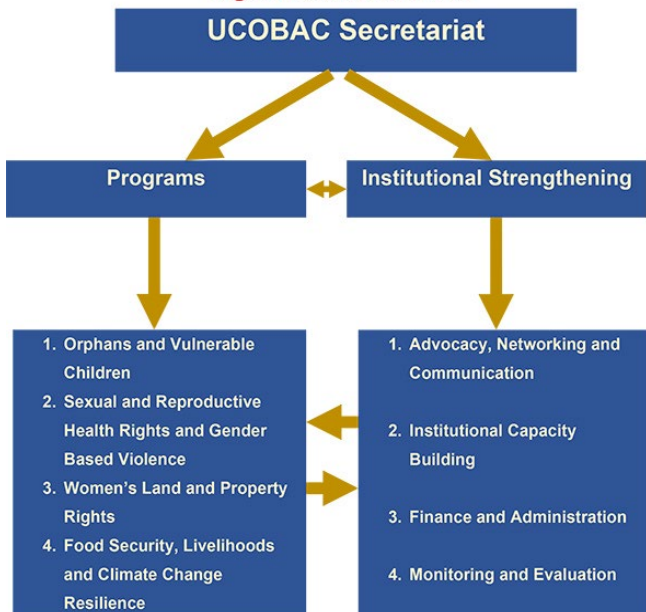 UCOBAC Secretariat
Programs
Institutional Strengthening
1. Orphans and Vulnerable
Children
2. Sexual and Reproductive
Health Rights and Gender
Based Violence
3. Women's Land and Property
Rights
4. Food Security, Livelihoods
and Climate Change
Resilience
1. Advocacy, Networking and
Communication
2. Institutional Capacity
Building
3. Finance and Administration
4. Monitoring and Evaluation